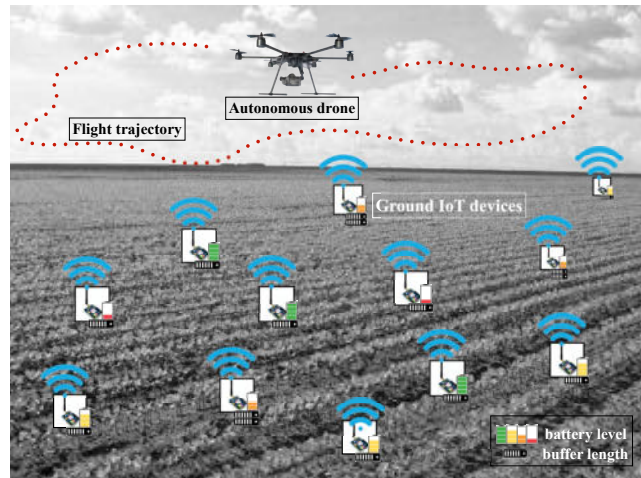 Autonomous drone
Flight trajectory
Ground IoT devices
battery level
buffer length